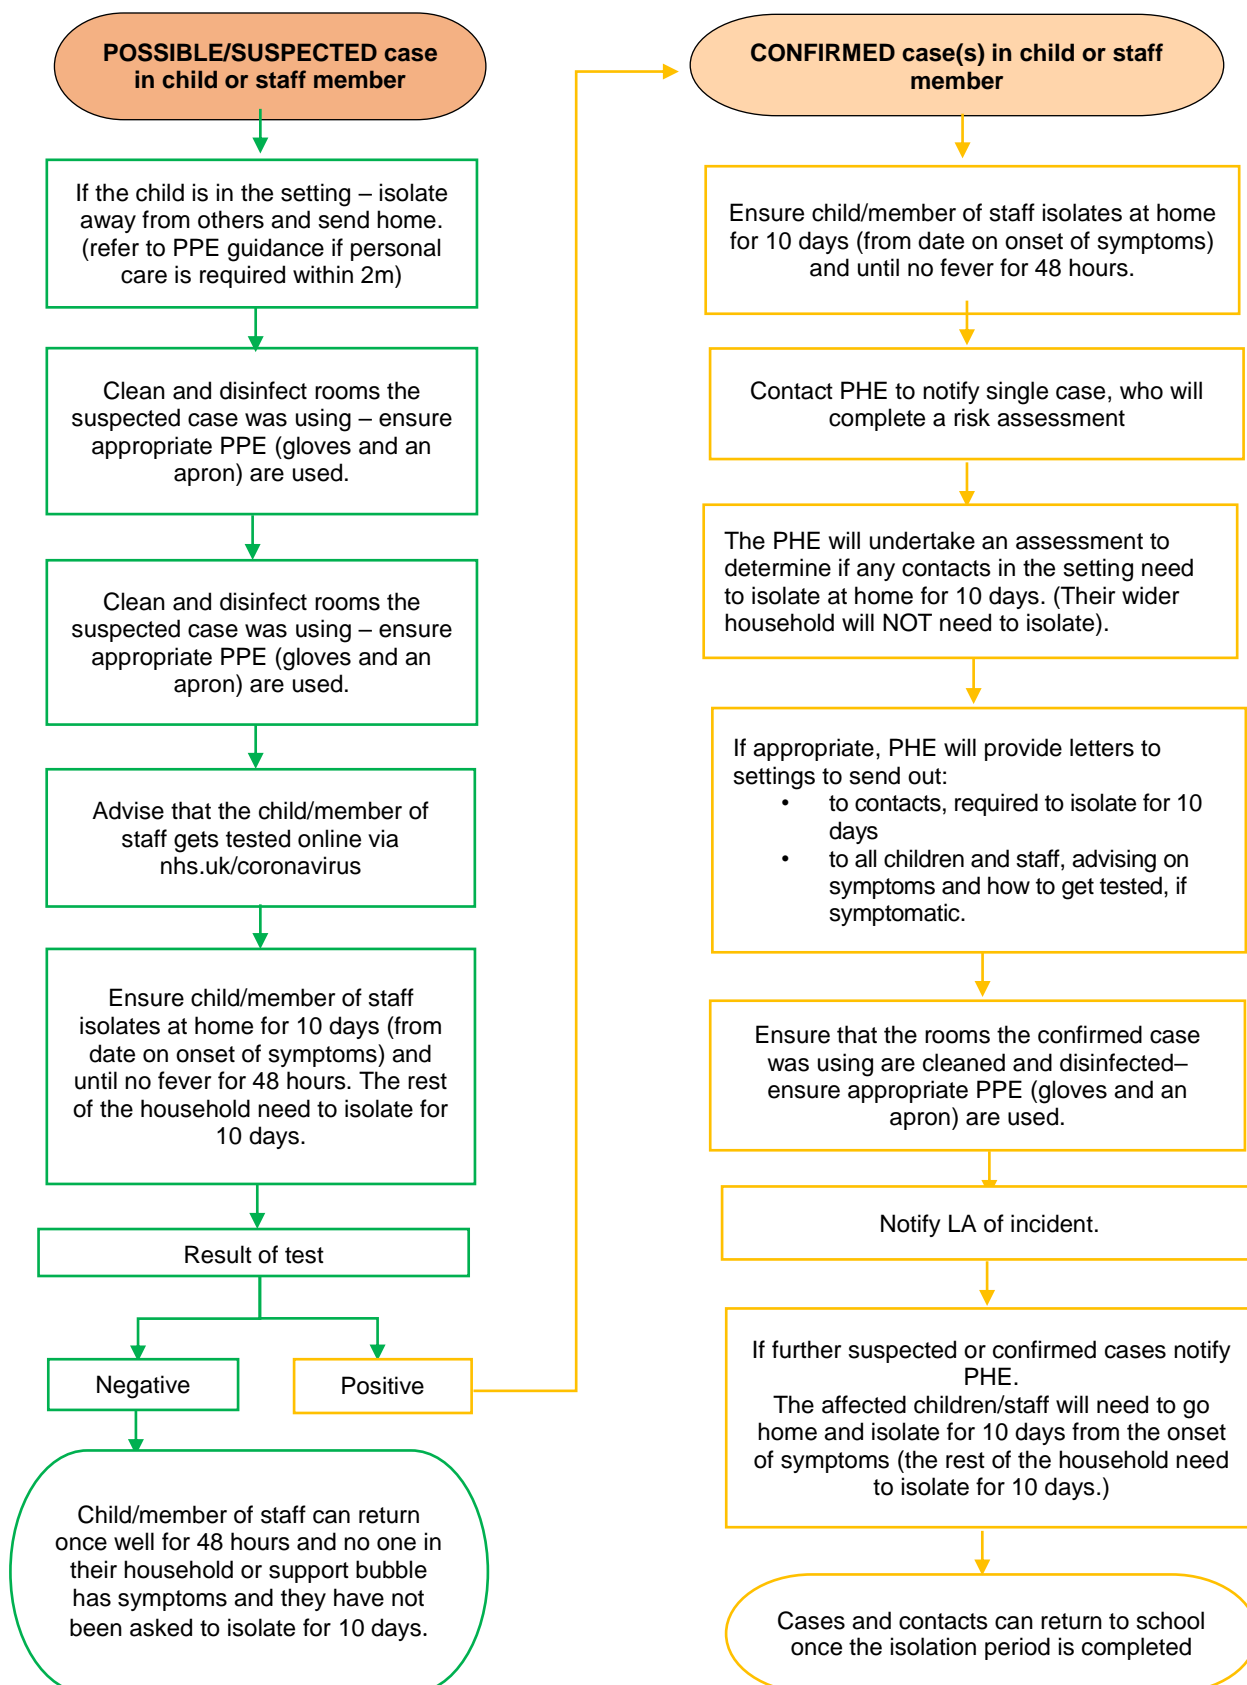 POSSIBLE/SUSPECTED case
in child or staff member
If the child is in the setting – isolate
away from others and send home.
(refer to PPE guidance if personal
care is required within 2m)
Clean and disinfect rooms the
suspected case was using – ensure
appropriate PPE (gloves and an
apron) are used.
Clean and disinfect rooms the
suspected case was using – ensure
appropriate PPE (gloves and an
apron) are used.
Advise that the child/member of
staff gets tested online via
nhs.uk/coronavirus
Ensure child/member of staff
isolates at home for 10 days (from
date on onset of symptoms) and
until no fever for 48 hours. The rest
of the household need to isolate for
10 days.
Result of test
Negative
Positive
Child/member of staff can return
once well for 48 hours and no one in
their household or support bubble
has symptoms and they have not
been asked to isolate for 10 days.
CONFIRMED case(s) in child or staff
member
Ensure child/member of staff isolates at home
for 10 days (from date on onset of symptoms)
and until no fever for 48 hours.
Contact PHE to notify single case, who will
complete a risk assessment
The PHE will undertake an assessment to
determine if any contacts in the setting need
to isolate at home for 10 days. (Their wider
household will NOT need to isolate).
If appropriate, PHE will provide letters to
settings to send out:
• to contacts, required to isolate for 10
days
• to all children and staff, advising on
symptoms and how to get tested, if
symptomatic.
Ensure that the rooms the confirmed case
was using are cleaned and disinfected–
ensure appropriate PPE (gloves and an
apron) are used.
Notify LA of incident.
If further suspected or confirmed cases notify
PHE.
The affected children/staff will need to go
home and isolate for 10 days from the onset
of symptoms (the rest of the household need
to isolate for 10 days.)
Cases and contacts can return to school
once the isolation period is completed